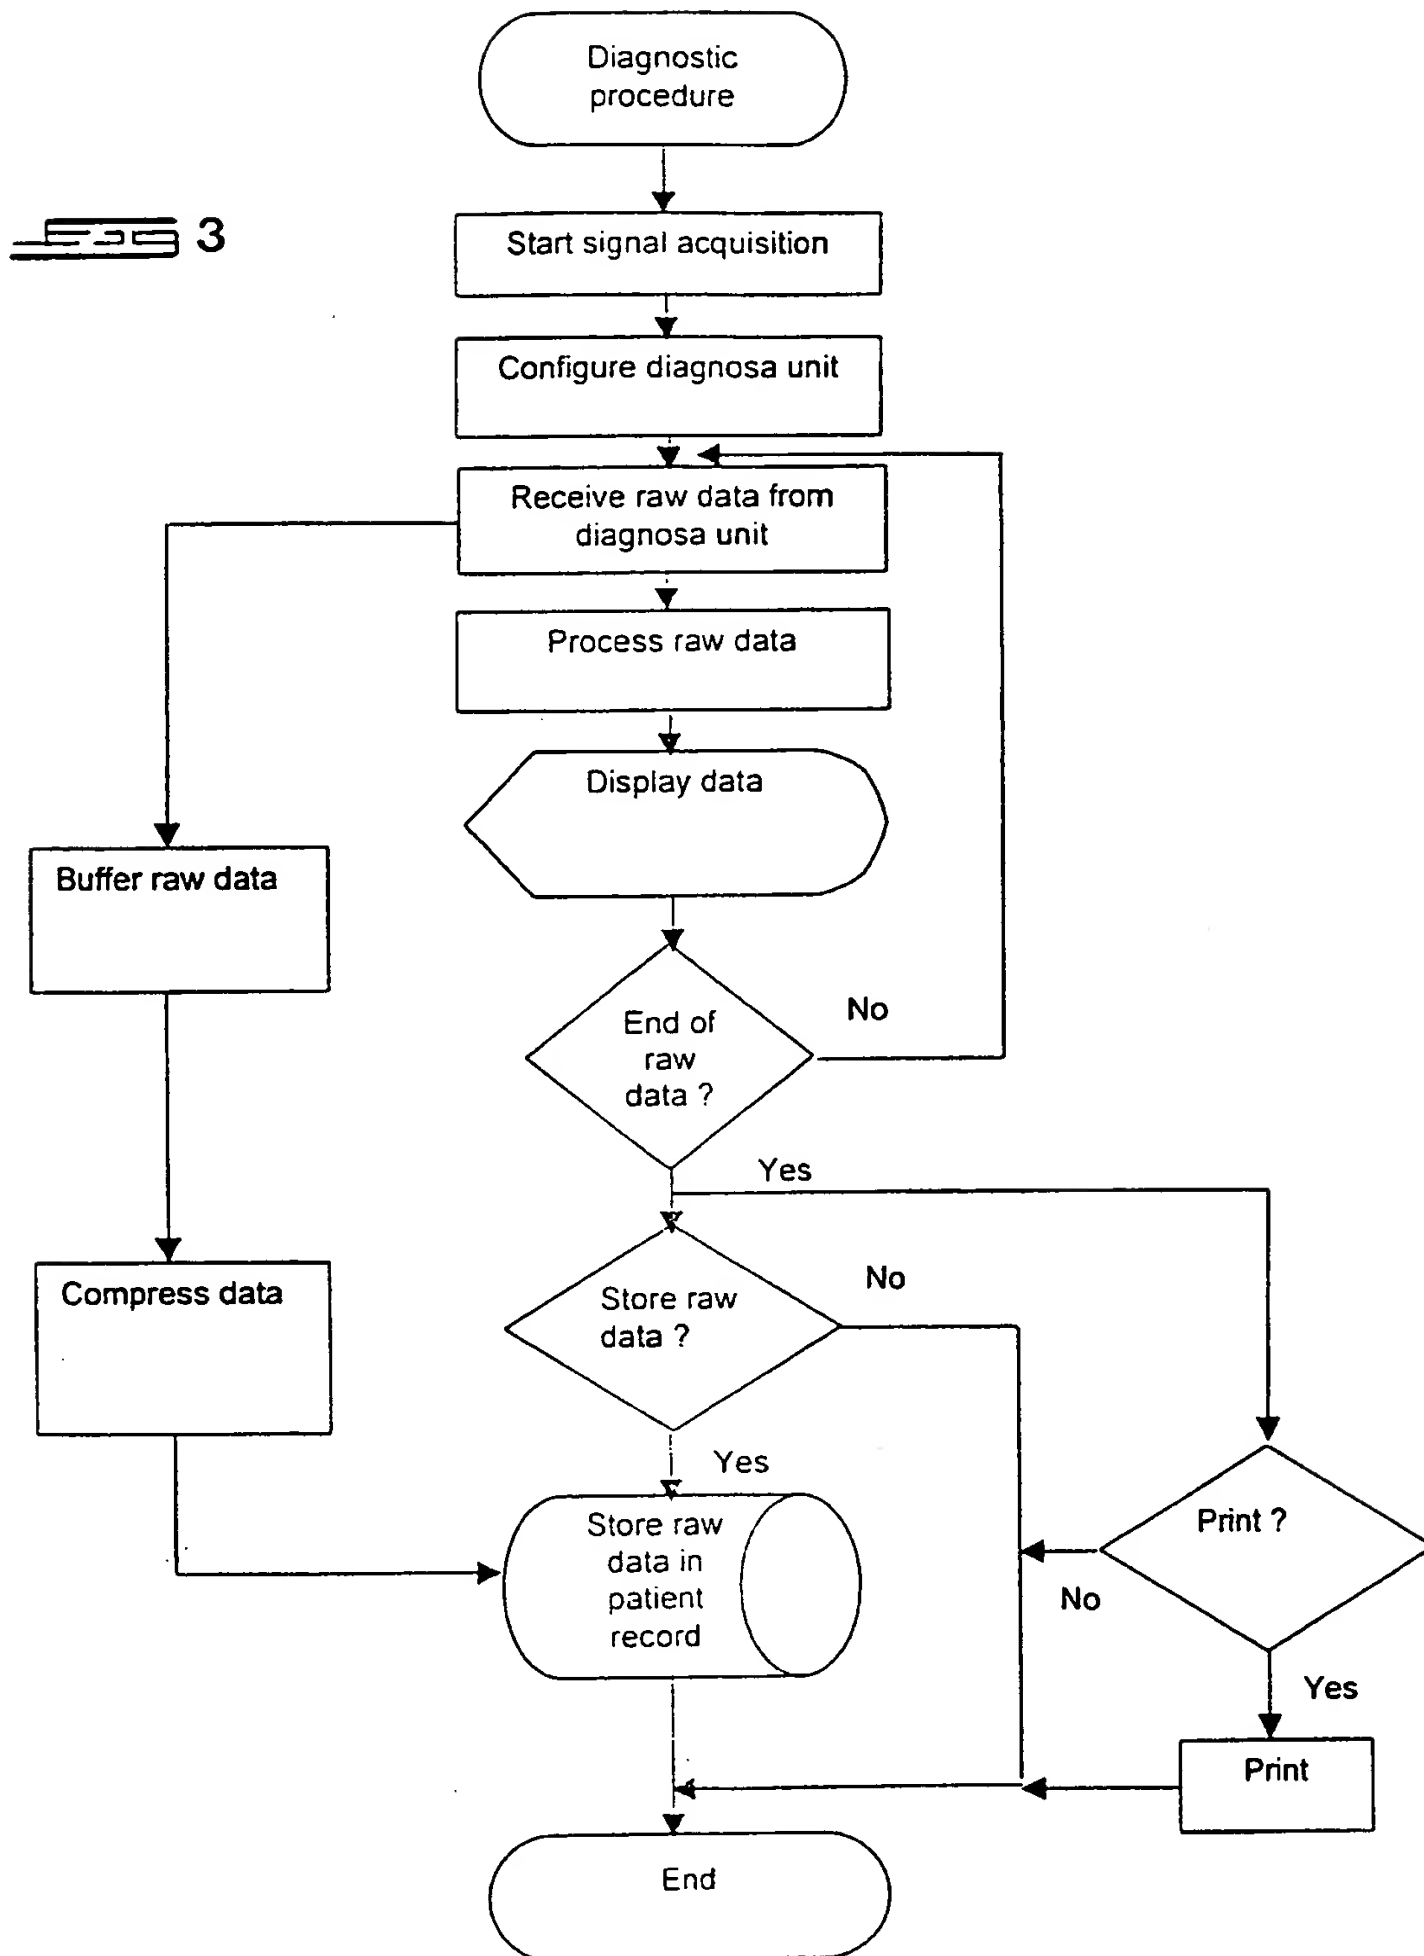 Diagnostic
procedure
3
Start signal acquisition
Configure diagnosa unit
Receive raw data from
diagnosa unit
Process raw data
Display data
Buffer raw data
No
End of
raw
data ?
Yes
Compress data
No
Store raw
data ?
Yes
Print ?
Store raw
data in
patient
record
No
Yes
Print
End